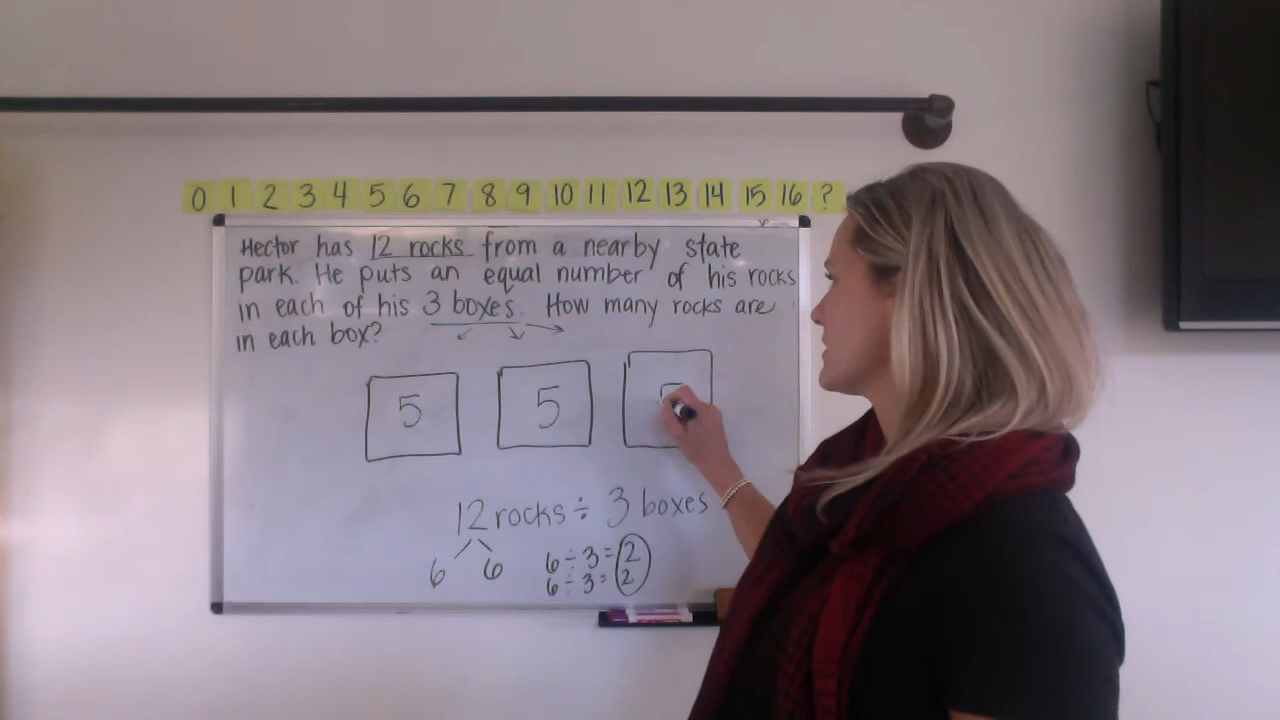 0 1 2 3 4 5 6 7 8 9 10 11 12 13 14 15 16 ?
Hector has 12 rocks from a nearby state
park. He puts an equal number of his rocks
in each of his 3 boxes. How many rocks are
in each box?
5 5 5
12 rocks ÷ 3 boxes
6 6
6 ÷ 3 = 2
6 ÷ 3 = 2